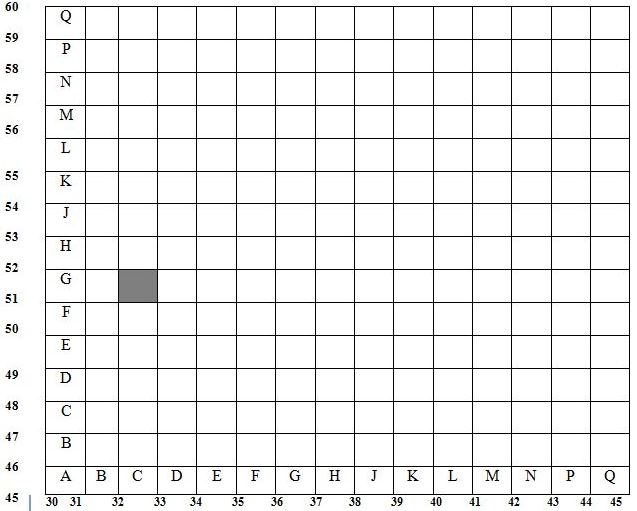 60
Q
59
P
58
N
57
M
56
L
55
K
54
J
53
H
52
G
51
F
50
E
49
D
48
C
47
B
46
A B C D E F G H J K L M N P Q
45 30 31 32 33 34 35 36 37 38 39 40 41 42 43 44 45